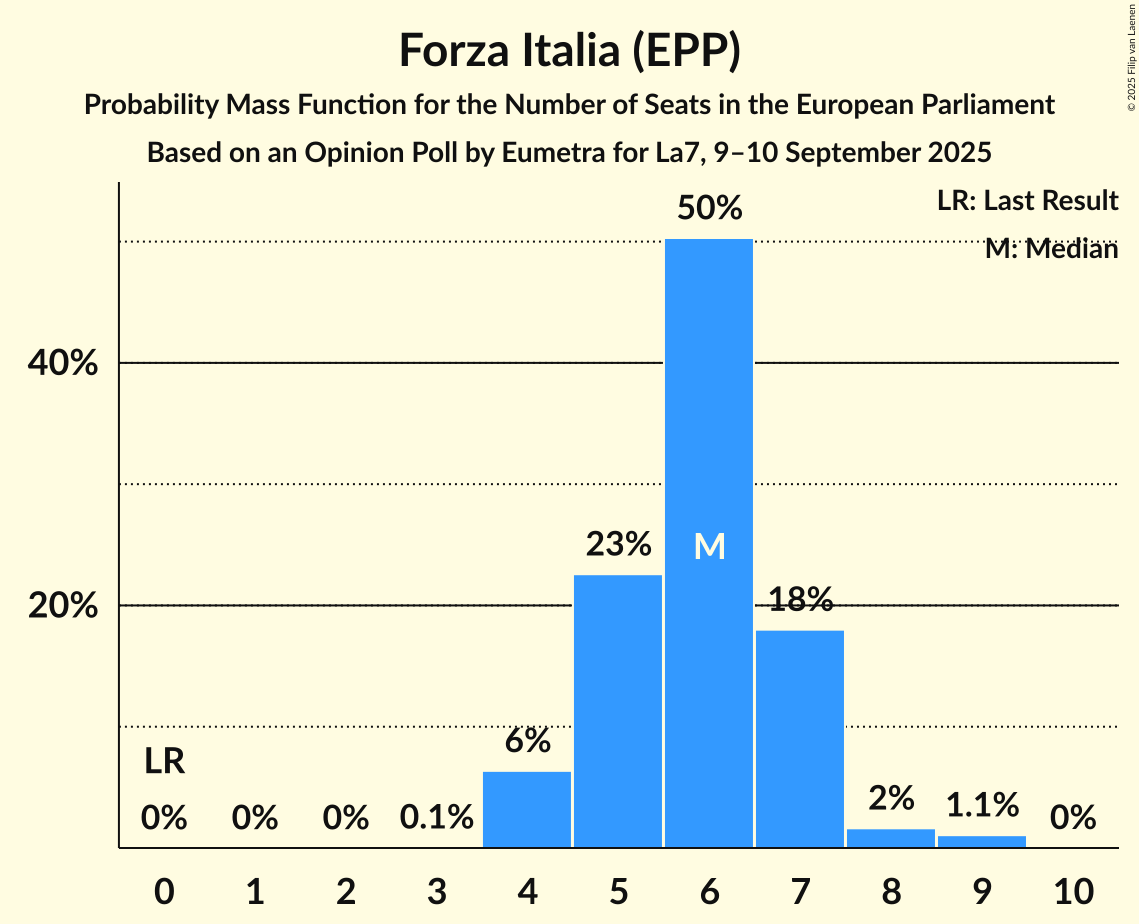 Forza Italia (EPP)
Probability Mass Function for the Number of Seats in the European Parliament
Based on an Opinion Poll by Eumetra for La7, 9–10 September 2025
© 2025 Filip van Laenen
LR: Last Result
M: Median
50%
40%
23%
M
20%
18%
6%
LR
0%
0%
0%
0.1%
2%
1.1%
0%
0 1 2 3 4 5 6 7 8 9 10